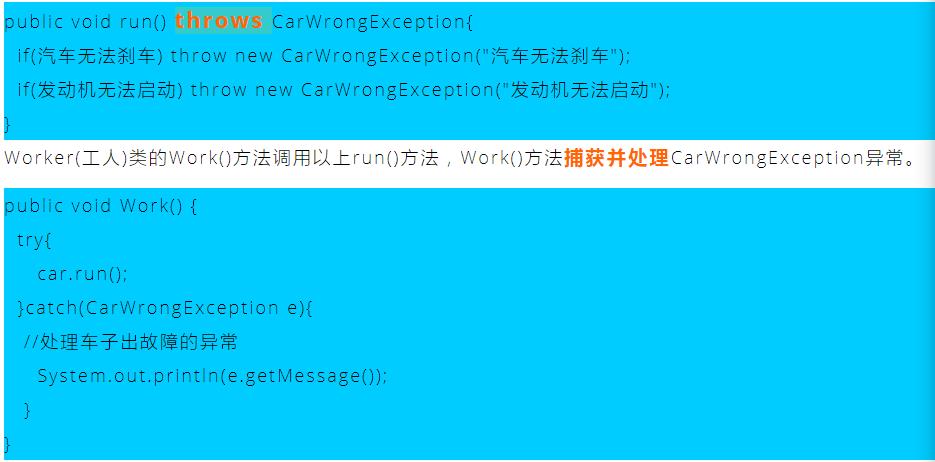 public void run() throws CarWrongException{
if(汽车无法刹车) throw new CarWrongException("汽车无法刹车");
if(发动机无法启动) throw new CarWrongException("发动机无法启动");
}
Worker(工人)类的Work()方法调用以上run()方法，Work()方法捕获并处理CarWrongException异常。
public void Work() {
try{
car.run();
}catch(CarWrongException e){
//处理车子出故障的异常
System.out.println(e.getMessage());
}
}